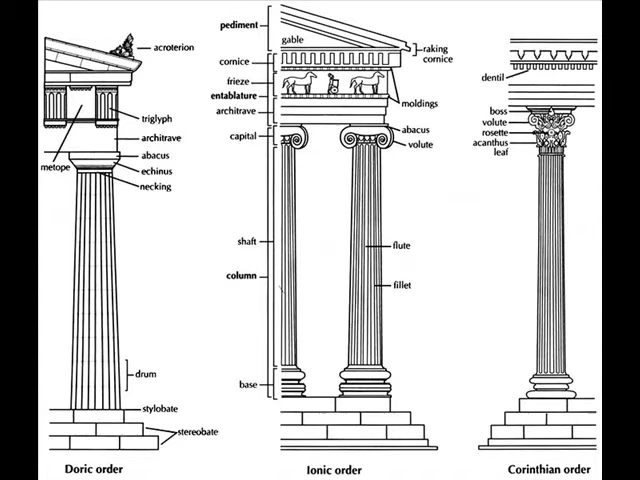 acroterion
triglyph
architrave
abacus
metope
echinus
necking
drum
stylobate
stereobate
Doric order
pediment
gable
raking
cornice
cornice
frieze
entablature
moldings
architrave
abacus
capital
volute
shaft
flute
column
fillet
base
Ionic order
dentil
boss
volute
rosette
acanthus
leaf
Corinthian order